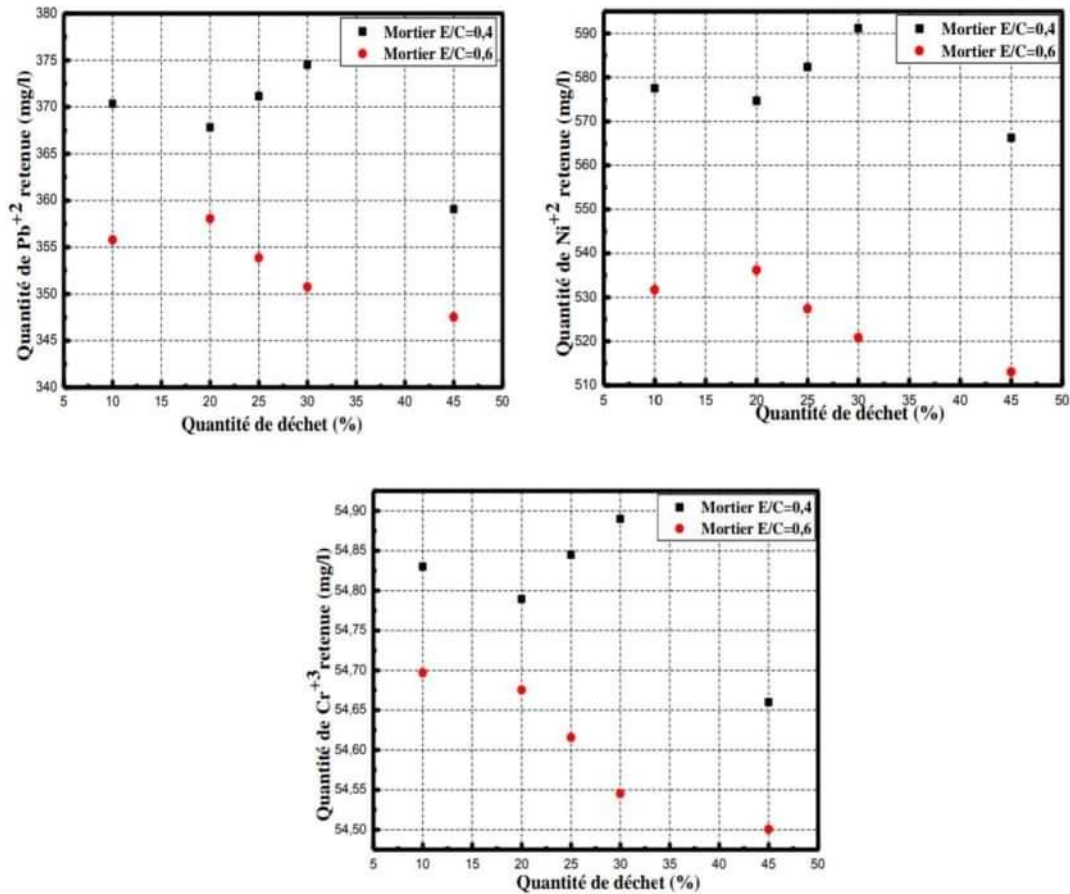 Mortier E/C=0,4
Mortier E/C=0,6
Quantité de Pb+2 retenue (mg/l)
380
375
370
365
360
355
350
345
340
5 10 15 20 25 30 35 40 45 50
Quantité de déchet (%)
Mortier E/C=0,4
Mortier E/C=0,6
Quantité de Ni+2 retenue (mg/l)
590
580
570
560
550
540
530
520
510
5 10 15 20 25 30 35 40 45 50
Quantité de déchet (%)
Mortier E/C=0,4
Mortier E/C=0,6
Quantité de Cr+3 retenue (mg/l)
54,90
54,85
54,80
54,75
54,70
54,65
54,60
54,55
54,50
5 10 15 20 25 30 35 40 45 50
Quantité de déchet (%)